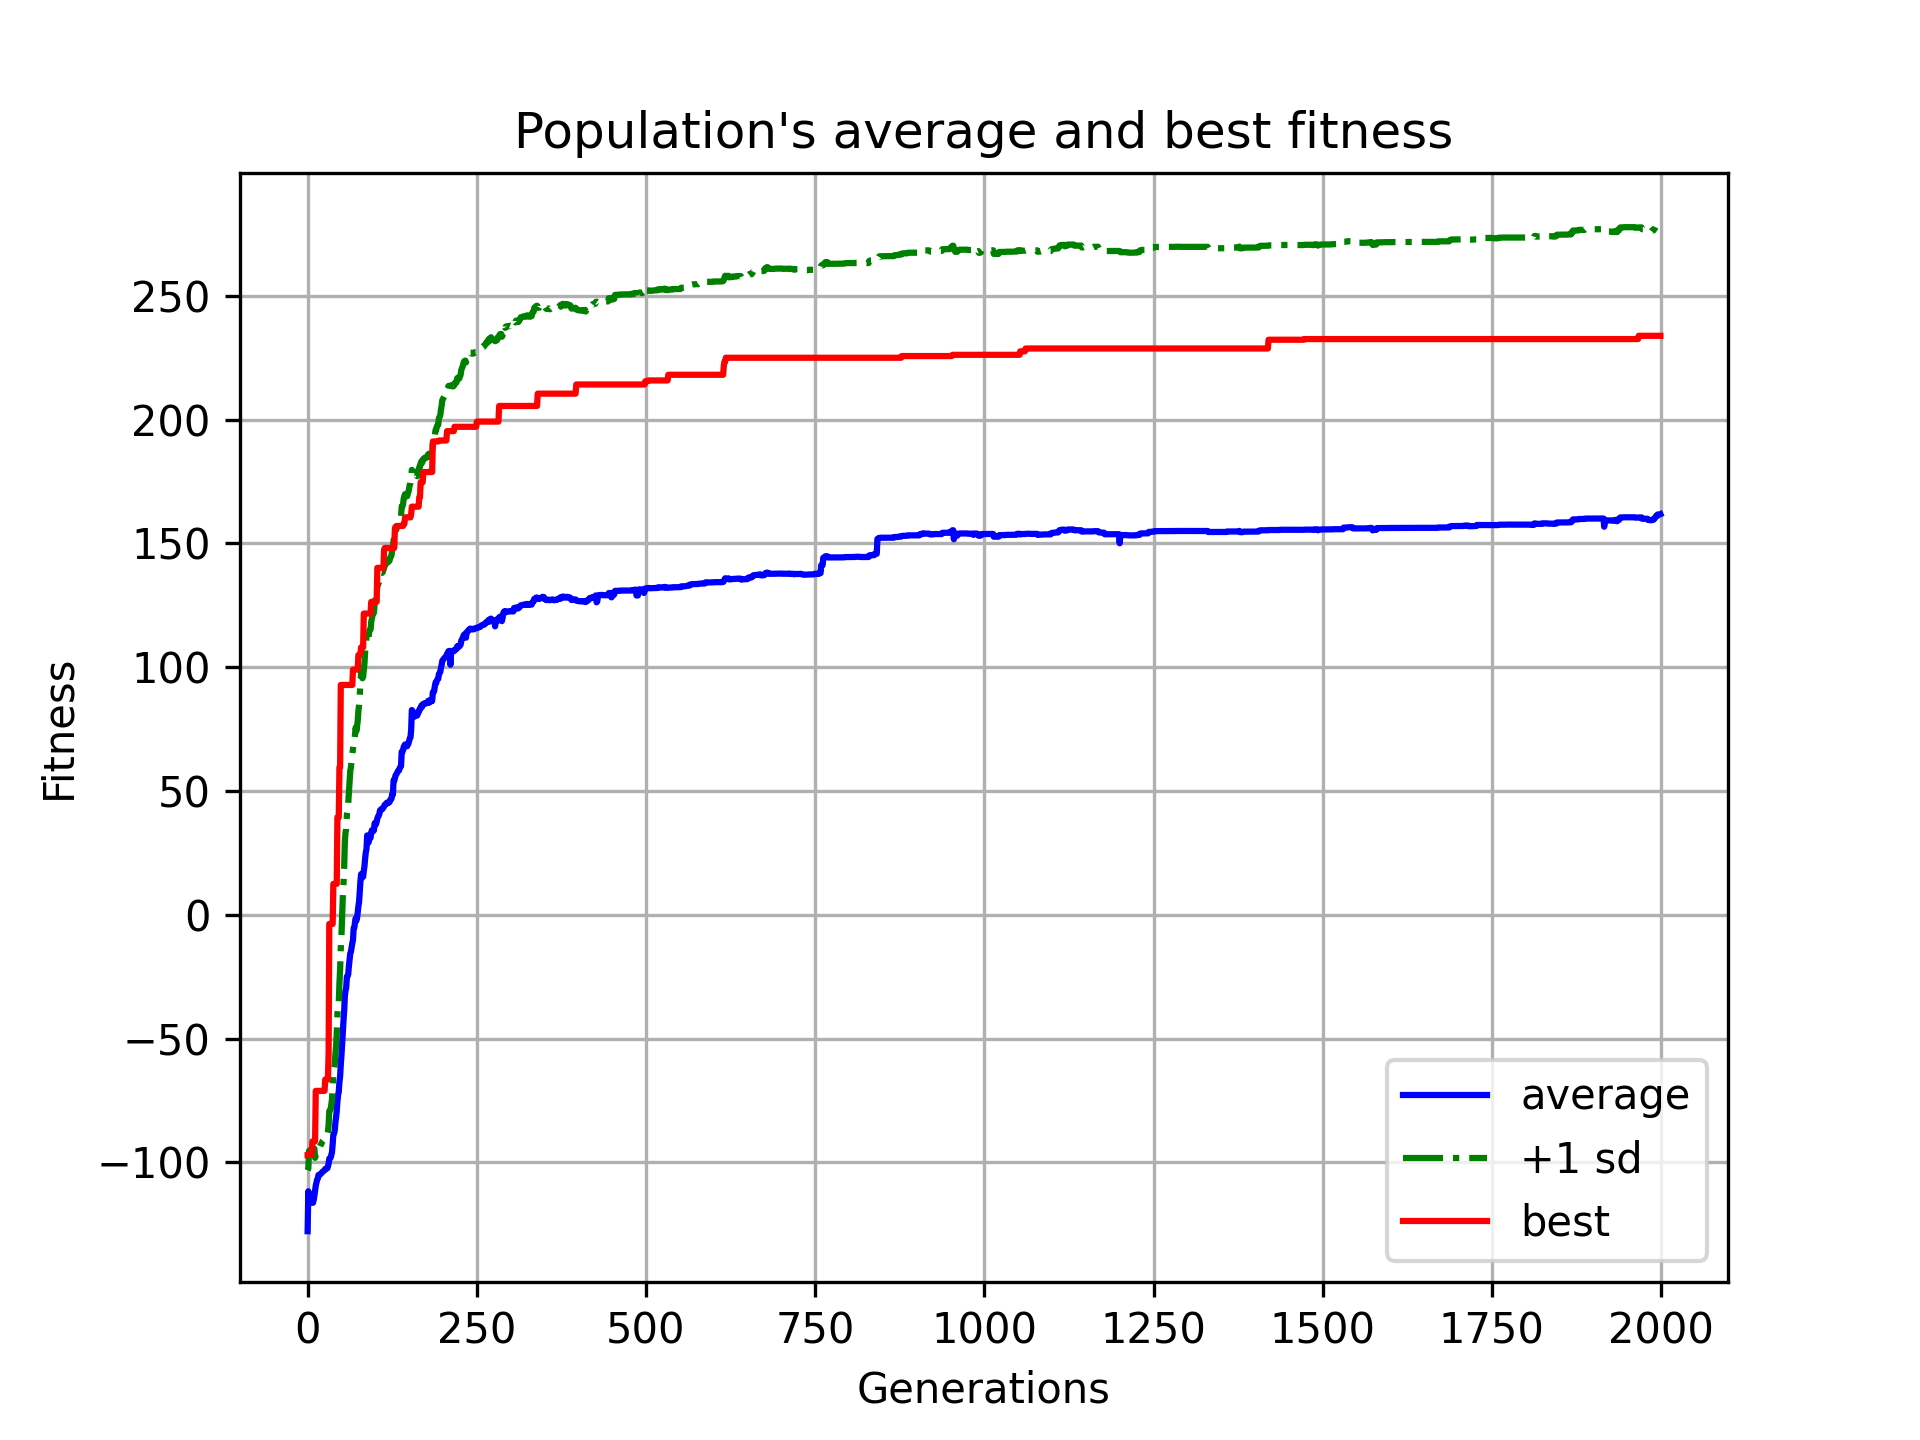 Population's average and best fitness
Fitness
250
200
150
100
50
0
−50
−100
0 250 500 750 1000 1250 1500 1750 2000
Generations
average
+1 sd
best